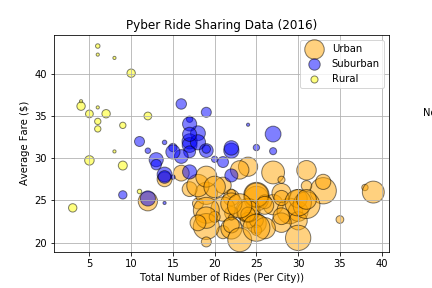 Pyber Ride Sharing Data (2016)
Urban
Suburban
Rural
No
40
35
30
25
20
Average Fare ($)
5 10 15 20 25 30 35 40
Total Number of Rides (Per City))